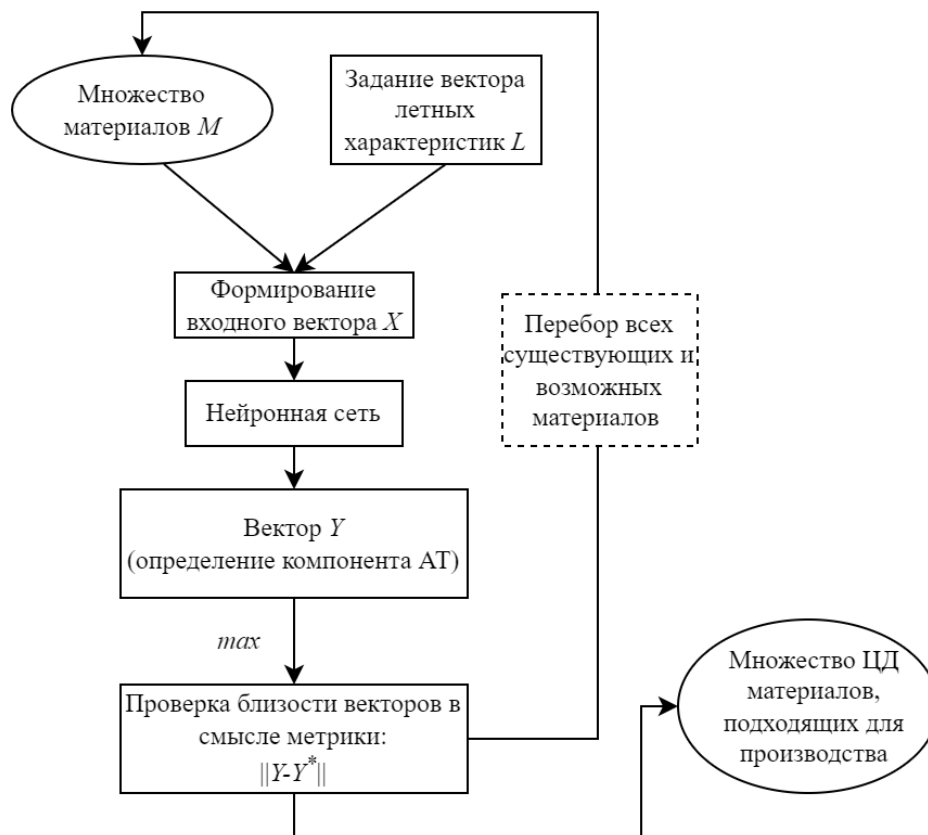 Множество
материалов M
Задание вектора
летных
характеристик L
Формирование
входного вектора X
Перебор всех
существующих и
возможных
материалов
Нейронная сеть
Вектор Y
(определение компонента АТ)
max
Проверка близости векторов в
смысле метрики:
||Y-Y*||
Множество ЦД
материалов,
подходящих для
производства